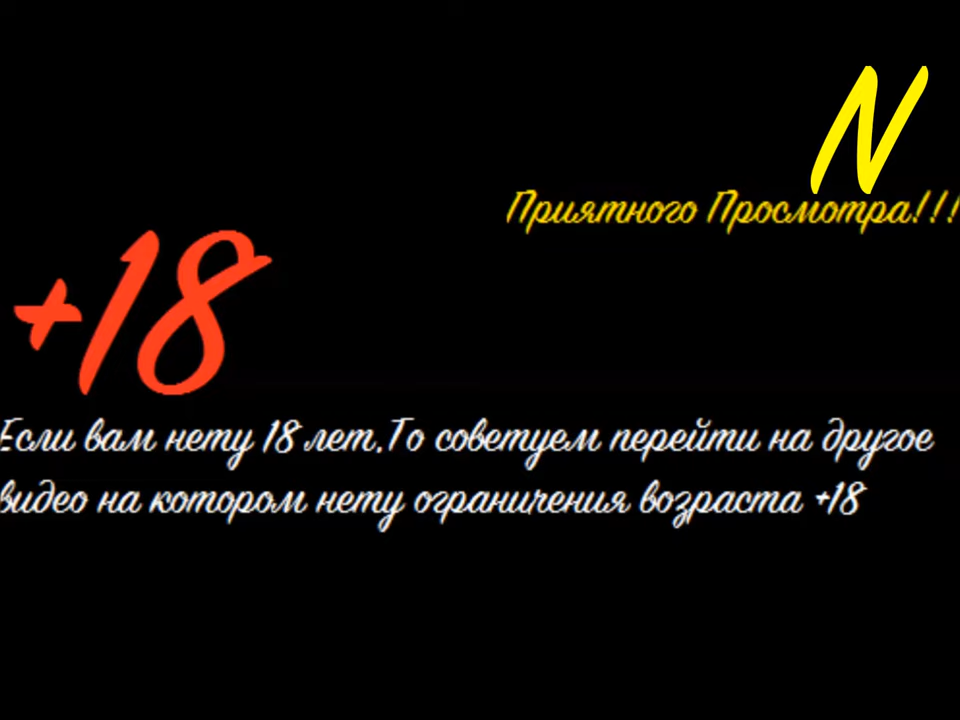 N
Приятного Просмотра!!!
+18
Если вам нету 18 лет.То советуем перейти на другое
видео на котором нету ограничения возраста +18